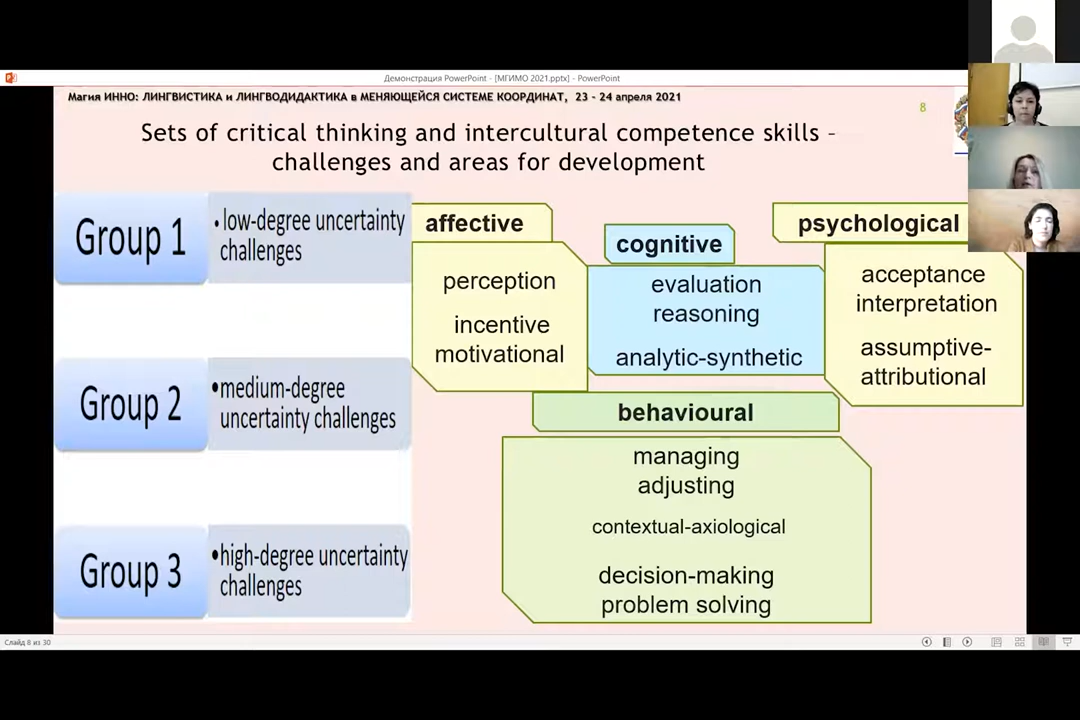 Демонстрация PowerPoint - [МГИМО 2021.pptx] - PowerPoint
Магия ИННО: ЛИНГВИСТИКА и ЛИНГВОДИДАКТИКА в МЕНЯЮЩЕЙСЯ СИСТЕМЕ КООРДИНАТ, 23 - 24 апреля 2021
8
Sets of critical thinking and intercultural competence skills –
challenges and areas for development
Group 1
• low-degree uncertainty
challenges
Group 2
• medium-degree
uncertainty challenges
Group 3
• high-degree uncertainty
challenges
affective
perception
incentive
motivational
cognitive
evaluation
reasoning
analytic-synthetic
psychological
acceptance
interpretation
assumptive-
attributional
behavioural
managing
adjusting
contextual-axiological
decision-making
problem solving
Слайд 8 из 30